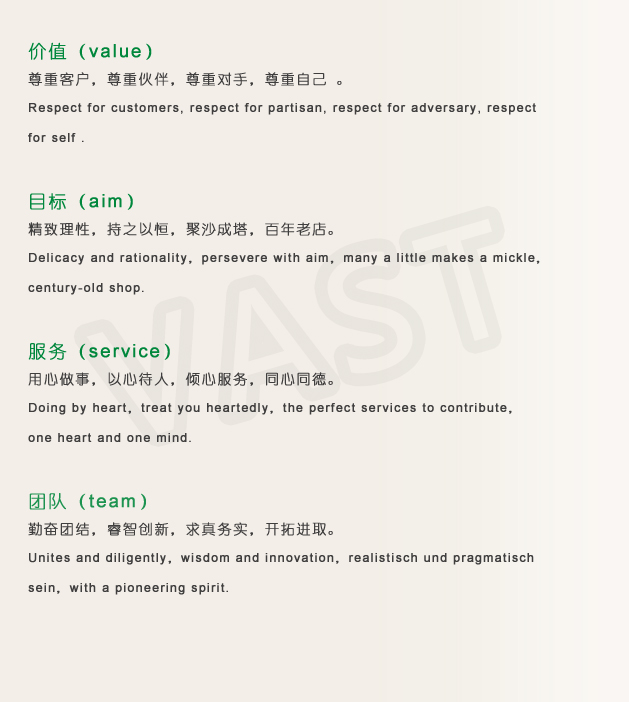 价值（value）
尊重客户，尊重伙伴，尊重对手，尊重自己 。
Respect for customers, respect for partisan, respect for adversary, respect
for self .
目标（aim）
精致理性，持之以恒，聚沙成塔，百年老店。
Delicacy and rationality，persevere with aim，many a little makes a mickle，
century-old shop.
服务（service）
用心做事，以心待人，倾心服务，同心同德。
Doing by heart，treat you heartedly，the perfect services to contribute，
one heart and one mind.
团队（team）
勤奋团结，睿智创新，求真务实，开拓进取。
Unites and diligently，wisdom and innovation，realistisch und pragmatisch
sein，with a pioneering spirit.
VAST